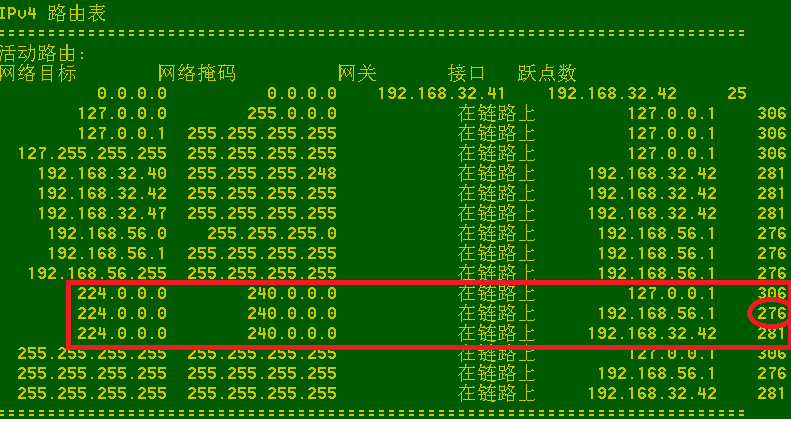 IPv4 路由表
===========================================================================
活动路由:
网络目标 网络掩码 网关 接口 跃点数
0.0.0.0 0.0.0.0 192.168.32.41 192.168.32.42 25
127.0.0.0 255.0.0.0 在链路上 127.0.0.1 306
127.0.0.1 255.255.255.255 在链路上 127.0.0.1 306
127.255.255.255 255.255.255.255 在链路上 127.0.0.1 306
192.168.32.40 255.255.255.248 在链路上 192.168.32.42 281
192.168.32.42 255.255.255.255 在链路上 192.168.32.42 281
192.168.32.47 255.255.255.255 在链路上 192.168.32.42 281
192.168.56.0 255.255.255.0 在链路上 192.168.56.1 276
192.168.56.1 255.255.255.255 在链路上 192.168.56.1 276
192.168.56.255 255.255.255.255 在链路上 192.168.56.1 276
224.0.0.0 240.0.0.0 在链路上 127.0.0.1 306
224.0.0.0 240.0.0.0 在链路上 192.168.56.1 276
224.0.0.0 240.0.0.0 在链路上 192.168.32.42 281
255.255.255.255 255.255.255.255 在链路上 127.0.0.1 306
255.255.255.255 255.255.255.255 在链路上 192.168.56.1 276
255.255.255.255 255.255.255.255 在链路上 192.168.32.42 281
===========================================================================